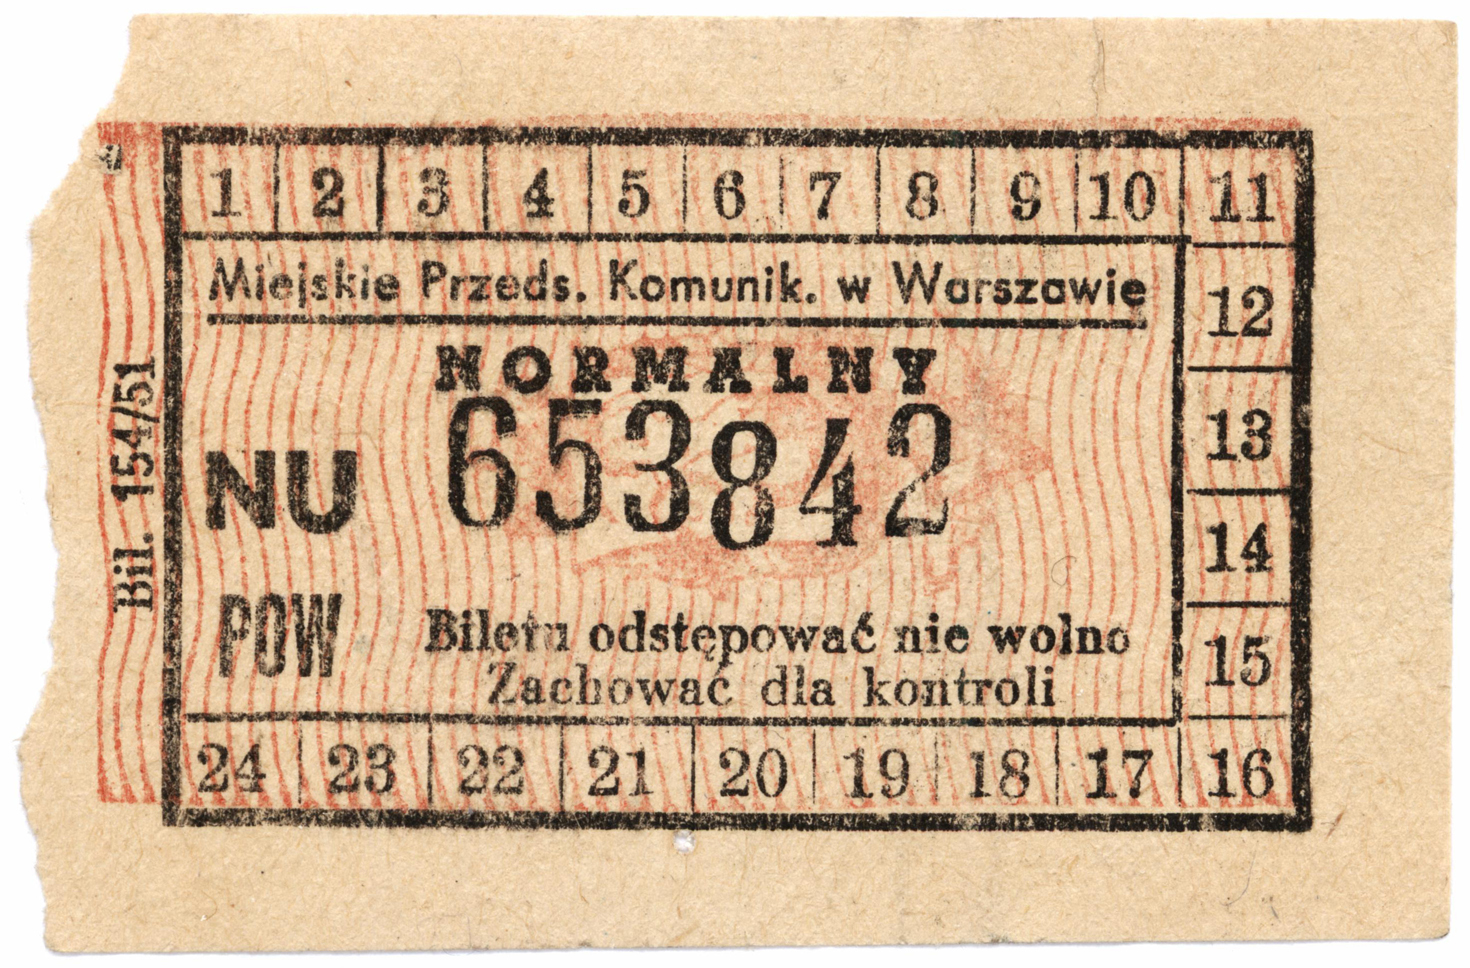 1 2 3 4 5 6 7 8 9 10 11
Miejskie Przeds. Komunik. w Warszawie
12
NORMALNY
653842
13
NU
14
POW
Biletu odstępować nie wolno
15
Zachować dla kontroli
24 23 22 21 20 19 18 17 16
Bil. 154/51